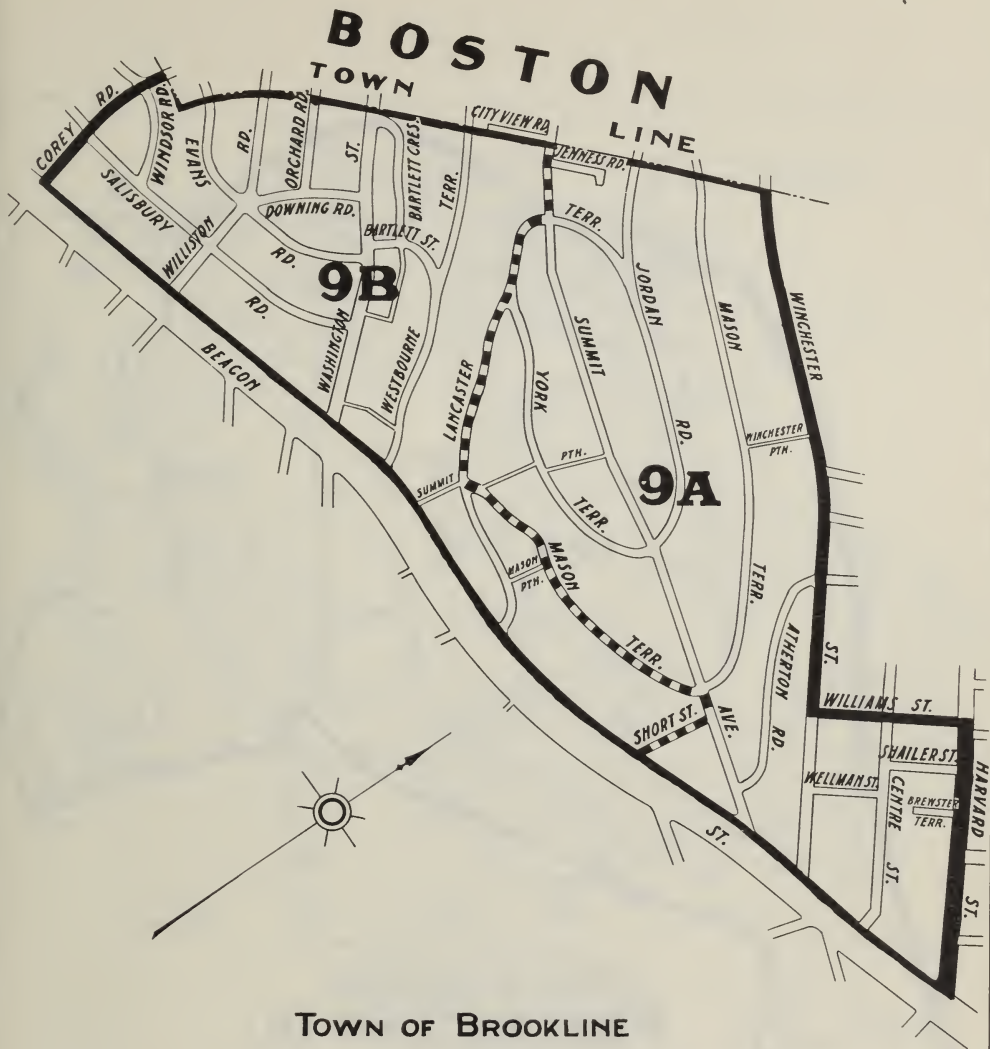 BOSTON
TOWN
LINE
COREY RD.
WINDSOR RD.
EVANS
RD.
ORCHARD RD.
ST.
BARTLETT CRES.
TERR.
CITY VIEW RD.
JENNESS RD.
SALISBURY
WILLISTON
DOWNING RD.
BARTLETT ST.
RD.
RD.
9B
WASHINGTON
WESTBOURNE
BEACON
LANCASTER
TERR.
JORDAN
SUMMIT
YORK
MASON
WINCHESTER
WINCHESTER
PTH.
RD.
PTH.
9A
SUMMIT
TERR.
MASON
MASON
PTH.
TERR.
TERR.
ATHERTON
RD.
ST.
WILLIAMS ST.
SHORT ST.
AVE.
SHAILER ST.
HARVARD
WELLMAN ST.
CENTRE
BREWSTER
TERR.
ST.
ST.
ST.
TOWN OF BROOKLINE